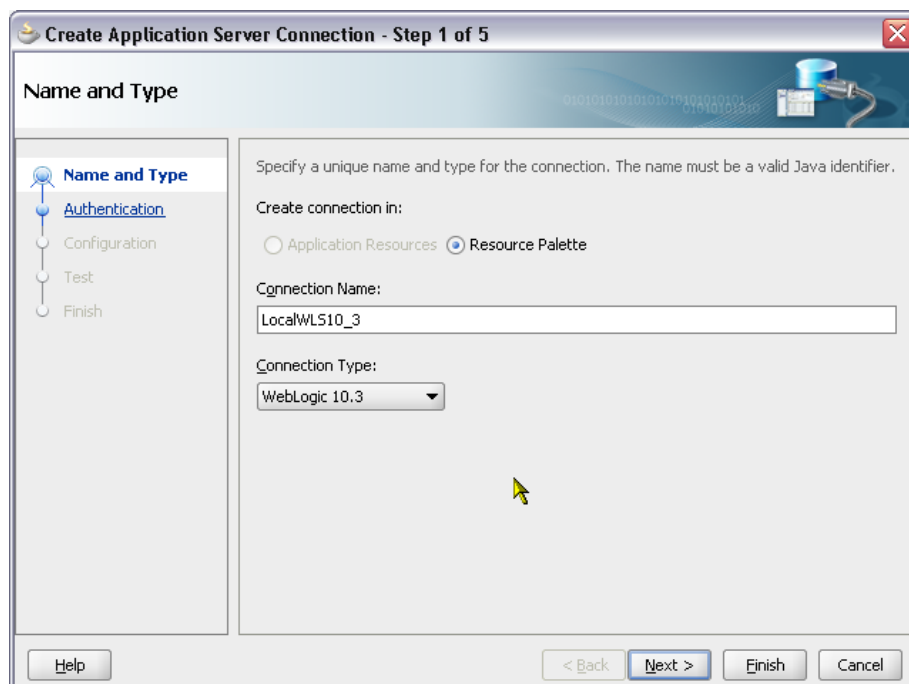 Create Application Server Connection - Step 1 of 5
Name and Type
01010101010101010101010101
01010101010
Name and Type
Authentication
Configuration
Test
Finish
Specify a unique name and type for the connection. The name must be a valid Java identifier.
Create connection in:
Application Resources
Resource Palette
Connection Name:
LocalWLS10_3
Connection Type:
WebLogic 10.3
Help
< Back
Next >
Finish
Cancel